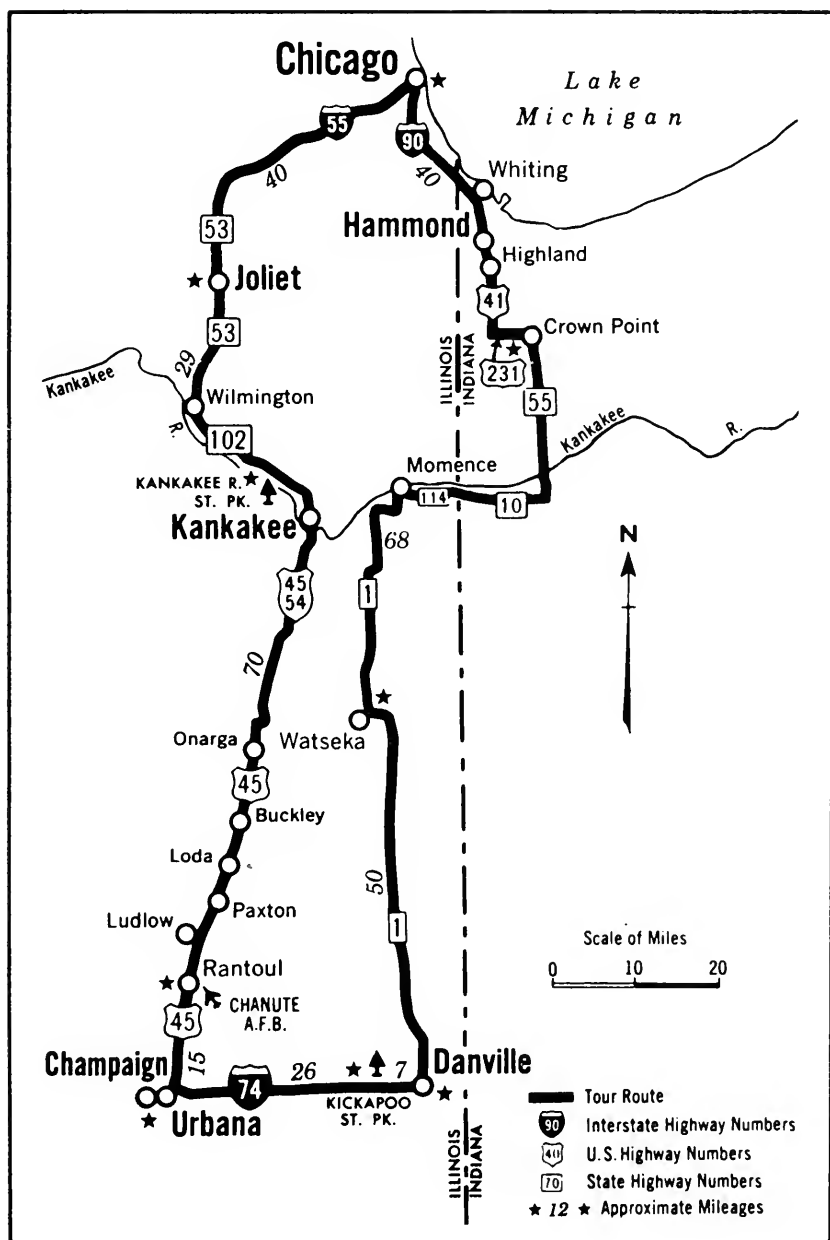 Chicago
Lake
Michigan
55
90
40
40
Whiting
Hammond
53
Highland
Joliet
41
53
Crown Point
ILLINOIS
INDIANA
231
29
Kankakee
Wilmington
R.
55
102
Kankakee
R.
Momence
KANKAKEE R.
ST. PK.
114
10
Kankakee
68
N
45
54
1
70
Onarga
Watseka
45
Buckley
Loda
50
Paxton
Ludlow
1
Scale of Miles
0 10 20
Rantoul
CHANUTE
A.F.B.
45
Champaign
15
26
7
Danville
74
KICKAPOO
ST. PK.
Urbana
ILLINOIS
INDIANA
Tour Route
90 Interstate Highway Numbers
40 U.S. Highway Numbers
70 State Highway Numbers
★ 12 ★ Approximate Mileages